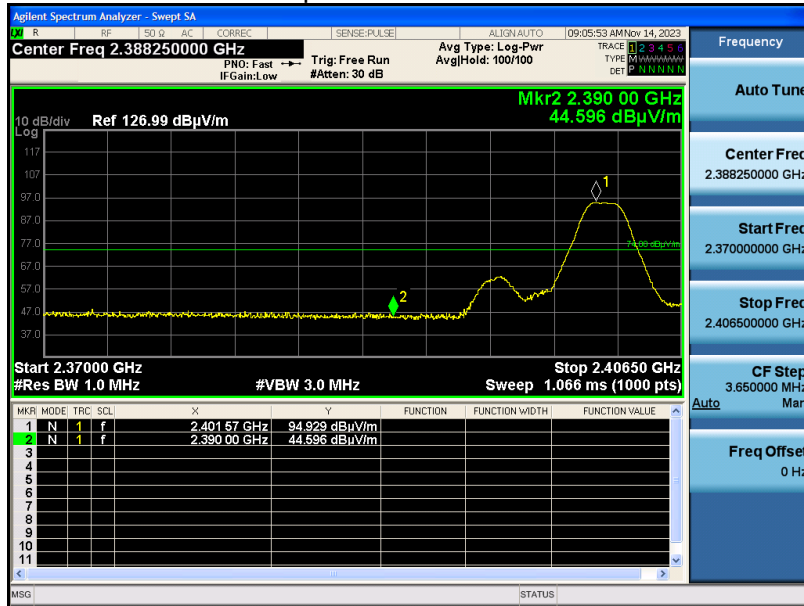 Agilent Spectrum Analyzer - Swept SA
LXI R RF 50 Ω AC CORREC SENSE:PULSE ALIGN AUTO 09:05:53 AM Nov 14, 2023
Center Freq 2.388250000 GHz
PNO: Fast
IFGain:Low
Trig: Free Run
#Atten: 30 dB
Avg Type: Log-Pwr
Avg|Hold: 100/100
TRACE 1 2 3 4 5 6
TYPE M
DET P N N N N N
Mkr2 2.390 00 GHz
44.596 dBµV/m
10 dB/div Ref 126.99 dBµV/m
Log
117
107
97.0
87.0
77.0
67.0
57.0
47.0
37.0
1
74.00 dBµV/m
2
Start 2.37000 GHz Stop 2.40650 GHz
#Res BW 1.0 MHz #VBW 3.0 MHz Sweep 1.066 ms (1000 pts)
MKR MODE TRC SCL X Y FUNCTION FUNCTION WIDTH FUNCTION VALUE
1 N 1 f 2.401 57 GHz 94.929 dBµV/m
2 N 1 f 2.390 00 GHz 44.596 dBµV/m
3
4
5
6
7
8
9
10
11
MSG STATUS
Frequency
Auto Tune
Center Freq
2.388250000 GHz
Start Freq
2.370000000 GHz
Stop Freq
2.406500000 GHz
CF Step
3.650000 MHz
Auto Man
Freq Offset
0 Hz